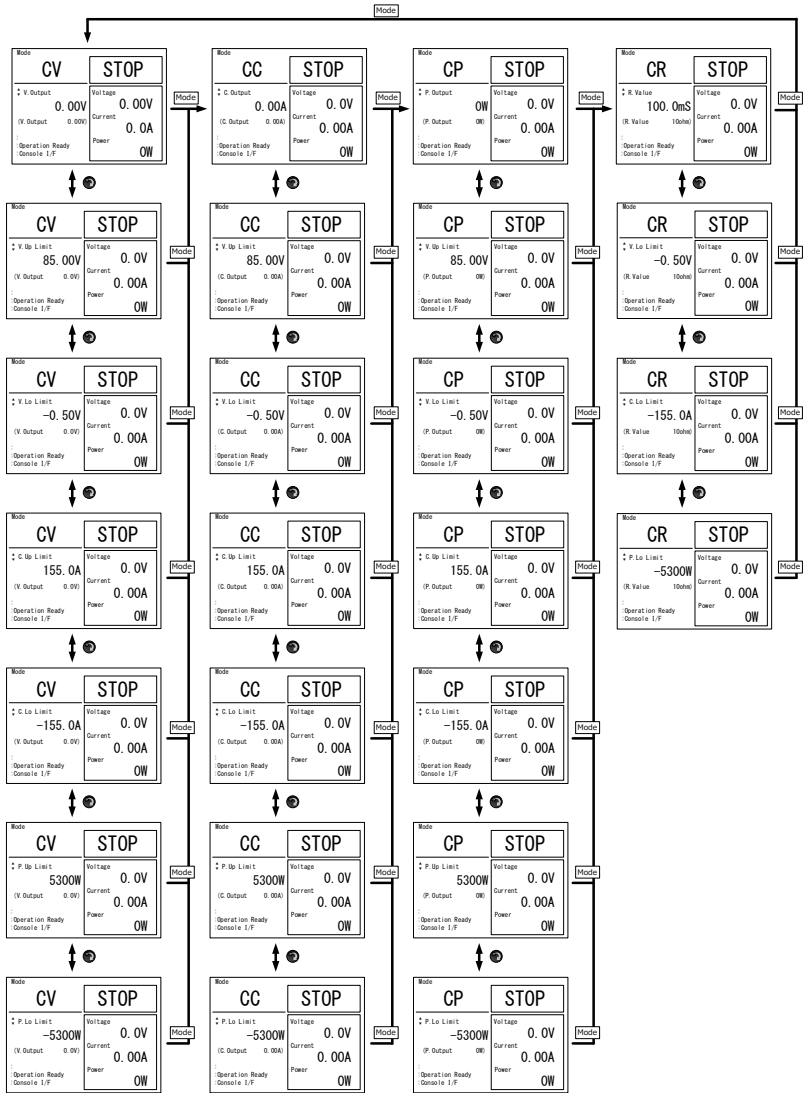 Mode
Mode
CV
STOP
V.Output
0.00V
(V.Output 0.00V)
:
:Operation Ready
:Console I/F
Voltage
0.00V
Current
0.0A
Power
0W
Mode
Mode
CC
STOP
C.Output
0.00A
(C.Output 0.00A)
:
:Operation Ready
:Console I/F
Voltage
0.0V
Current
0.00A
Power
0W
Mode
Mode
CP
STOP
P.Output
0W
(P.Output 0W)
:
:Operation Ready
:Console I/F
Voltage
0.0V
Current
0.00A
Power
0W
Mode
Mode
CR
STOP
R.Value
100.0mS
(R.Value 10ohm)
:
:Operation Ready
:Console I/F
Voltage
0.0V
Current
0.00A
Power
0W
Mode
Mode
CV
STOP
V.Up Limit
85.00V
(V.Output 0.0V)
:
:Operation Ready
:Console I/F
Voltage
0.0V
Current
0.00A
Power
0W
Mode
Mode
CC
STOP
V.Up Limit
85.00V
(C.Output 0.00A)
:
:Operation Ready
:Console I/F
Voltage
0.0V
Current
0.00A
Power
0W
Mode
Mode
CP
STOP
V.Up Limit
85.00V
(P.Output 0W)
:
:Operation Ready
:Console I/F
Voltage
0.0V
Current
0.00A
Power
0W
Mode
Mode
CR
STOP
V.Lo Limit
-0.50V
(R.Value 10ohm)
:
:Operation Ready
:Console I/F
Voltage
0.0V
Current
0.00A
Power
0W
Mode
Mode
CV
STOP
V.Lo Limit
-0.50V
(V.Output 0.0V)
:
:Operation Ready
:Console I/F
Voltage
0.0V
Current
0.00A
Power
0W
Mode
Mode
CC
STOP
V.Lo Limit
-0.50V
(C.Output 0.00A)
:
:Operation Ready
:Console I/F
Voltage
0.0V
Current
0.00A
Power
0W
Mode
Mode
CP
STOP
V.Lo Limit
-0.50V
(P.Output 0W)
:
:Operation Ready
:Console I/F
Voltage
0.0V
Current
0.00A
Power
0W
Mode
Mode
CR
STOP
C.Lo Limit
-155.0A
(R.Value 10ohm)
:
:Operation Ready
:Console I/F
Voltage
0.0V
Current
0.00A
Power
0W
Mode
Mode
CV
STOP
C.Up Limit
155.0A
(V.Output 0.0V)
:
:Operation Ready
:Console I/F
Voltage
0.0V
Current
0.00A
Power
0W
Mode
Mode
CC
STOP
C.Up Limit
155.0A
(C.Output 0.00A)
:
:Operation Ready
:Console I/F
Voltage
0.0V
Current
0.00A
Power
0W
Mode
Mode
CP
STOP
C.Up Limit
155.0A
(P.Output 0W)
:
:Operation Ready
:Console I/F
Voltage
0.0V
Current
0.00A
Power
0W
Mode
Mode
CR
STOP
P.Lo Limit
-5300W
(R.Value 10ohm)
:
:Operation Ready
:Console I/F
Voltage
0.0V
Current
0.00A
Power
0W
Mode
Mode
CV
STOP
C.Lo Limit
-155.0A
(V.Output 0.0V)
:
:Operation Ready
:Console I/F
Voltage
0.0V
Current
0.00A
Power
0W
Mode
Mode
CC
STOP
C.Lo Limit
-155.0A
(C.Output 0.00A)
:
:Operation Ready
:Console I/F
Voltage
0.0V
Current
0.00A
Power
0W
Mode
Mode
CP
STOP
C.Lo Limit
-155.0A
(P.Output 0W)
:
:Operation Ready
:Console I/F
Voltage
0.0V
Current
0.00A
Power
0W
Mode
Mode
CV
STOP
P.Up Limit
5300W
(V.Output 0.0V)
:
:Operation Ready
:Console I/F
Voltage
0.0V
Current
0.00A
Power
0W
Mode
Mode
CC
STOP
P.Up Limit
5300W
(C.Output 0.00A)
:
:Operation Ready
:Console I/F
Voltage
0.0V
Current
0.00A
Power
0W
Mode
Mode
CP
STOP
P.Up Limit
5300W
(P.Output 0W)
:
:Operation Ready
:Console I/F
Voltage
0.0V
Current
0.00A
Power
0W
Mode
Mode
CV
STOP
P.Lo Limit
-5300W
(V.Output 0.0V)
:
:Operation Ready
:Console I/F
Voltage
0.0V
Current
0.00A
Power
0W
Mode
Mode
CC
STOP
P.Lo Limit
-5300W
(C.Output 0.00A)
:
:Operation Ready
:Console I/F
Voltage
0.0V
Current
0.00A
Power
0W
Mode
Mode
CP
STOP
P.Lo Limit
-5300W
(P.Output 0W)
:
:Operation Ready
:Console I/F
Voltage
0.0V
Current
0.00A
Power
0W
Mode